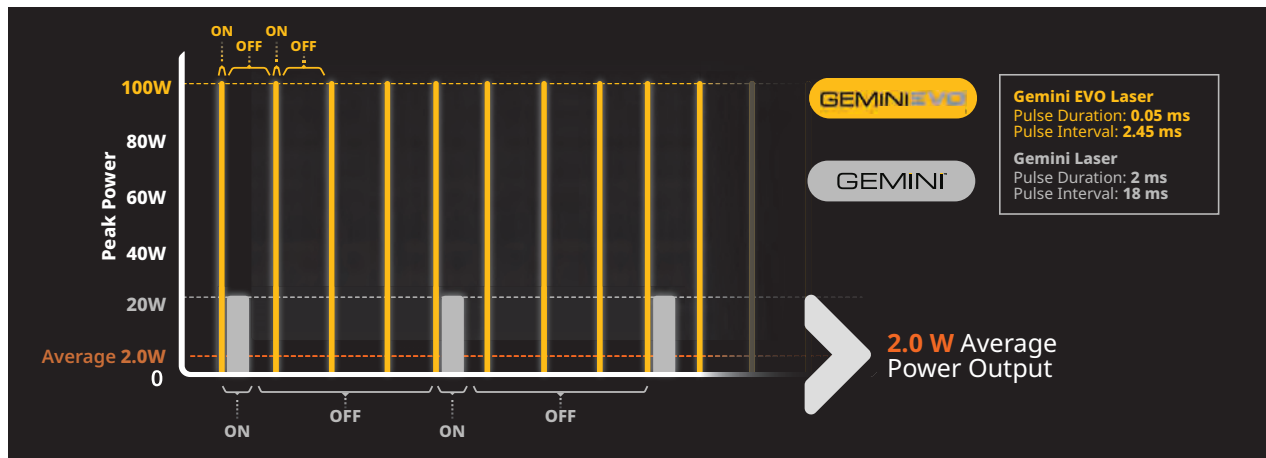 ON
ON
OFF
OFF
100W
80W
60W
40W
20W
Average 2.0W
0
Peak Power
GEMINI EVO
GEMINI
Gemini EVO Laser
Pulse Duration: 0.05 ms
Pulse Interval: 2.45 ms
Gemini Laser
Pulse Duration: 2 ms
Pulse Interval: 18 ms
2.0 W Average
Power Output
OFF
OFF
ON
ON